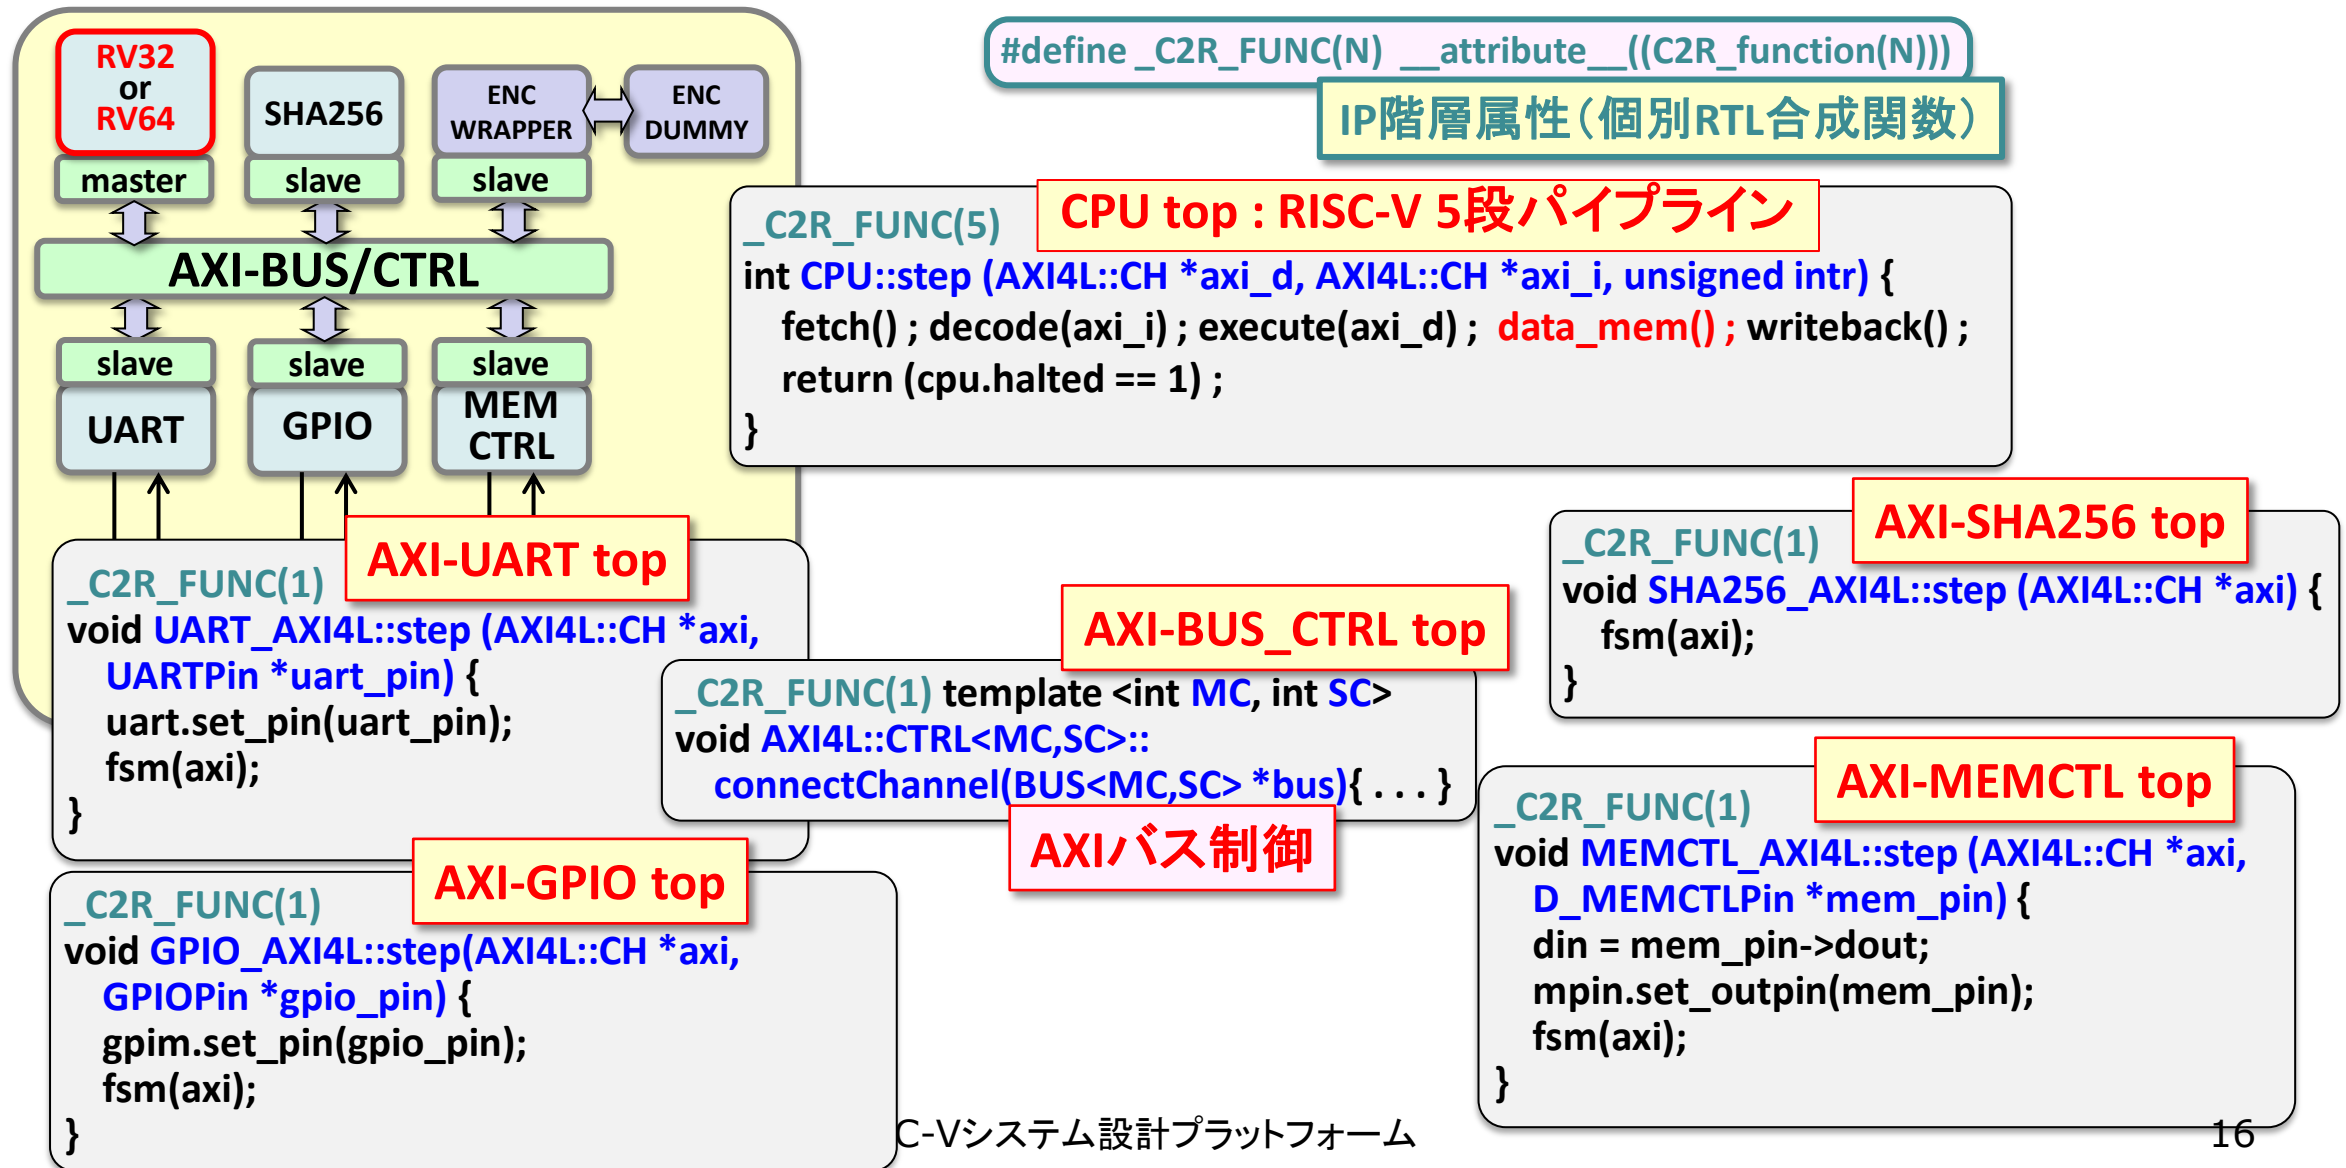 RV32
or
RV64
SHA256
ENC
WRAPPER
ENC
DUMMY
master
slave
slave
AXI-BUS/CTRL
slave
slave
slave
UART
GPIO
MEM
CTRL
#define _C2R_FUNC(N)  __attribute__((C2R_function(N)))
IP階層属性（個別RTL合成関数）
CPU top : RISC-V 5段パイプライン
_C2R_FUNC(5)
int CPU::step (AXI4L::CH *axi_d, AXI4L::CH *axi_i, unsigned intr) {
fetch() ; decode(axi_i) ; execute(axi_d) ;  data_mem() ; writeback() ;
return (cpu.halted == 1) ;
}
AXI-UART top
_C2R_FUNC(1)
void UART_AXI4L::step (AXI4L::CH *axi,
UARTPin *uart_pin) {
uart.set_pin(uart_pin);
fsm(axi);
}
AXI-BUS_CTRL top
_C2R_FUNC(1) template <int MC, int SC>
void AXI4L::CTRL<MC,SC>::
connectChannel(BUS<MC,SC> *bus){ . . . }
AXIバス制御
AXI-SHA256 top
_C2R_FUNC(1)
void SHA256_AXI4L::step (AXI4L::CH *axi) {
fsm(axi);
}
AXI-GPIO top
_C2R_FUNC(1)
void GPIO_AXI4L::step(AXI4L::CH *axi,
GPIOPin *gpio_pin) {
gpim.set_pin(gpio_pin);
fsm(axi);
}
AXI-MEMCTL top
_C2R_FUNC(1)
void MEMCTL_AXI4L::step (AXI4L::CH *axi,
D_MEMCTLPin *mem_pin) {
din = mem_pin->dout;
mpin.set_outpin(mem_pin);
fsm(axi);
}
C-Vシステム設計プラットフォーム
16